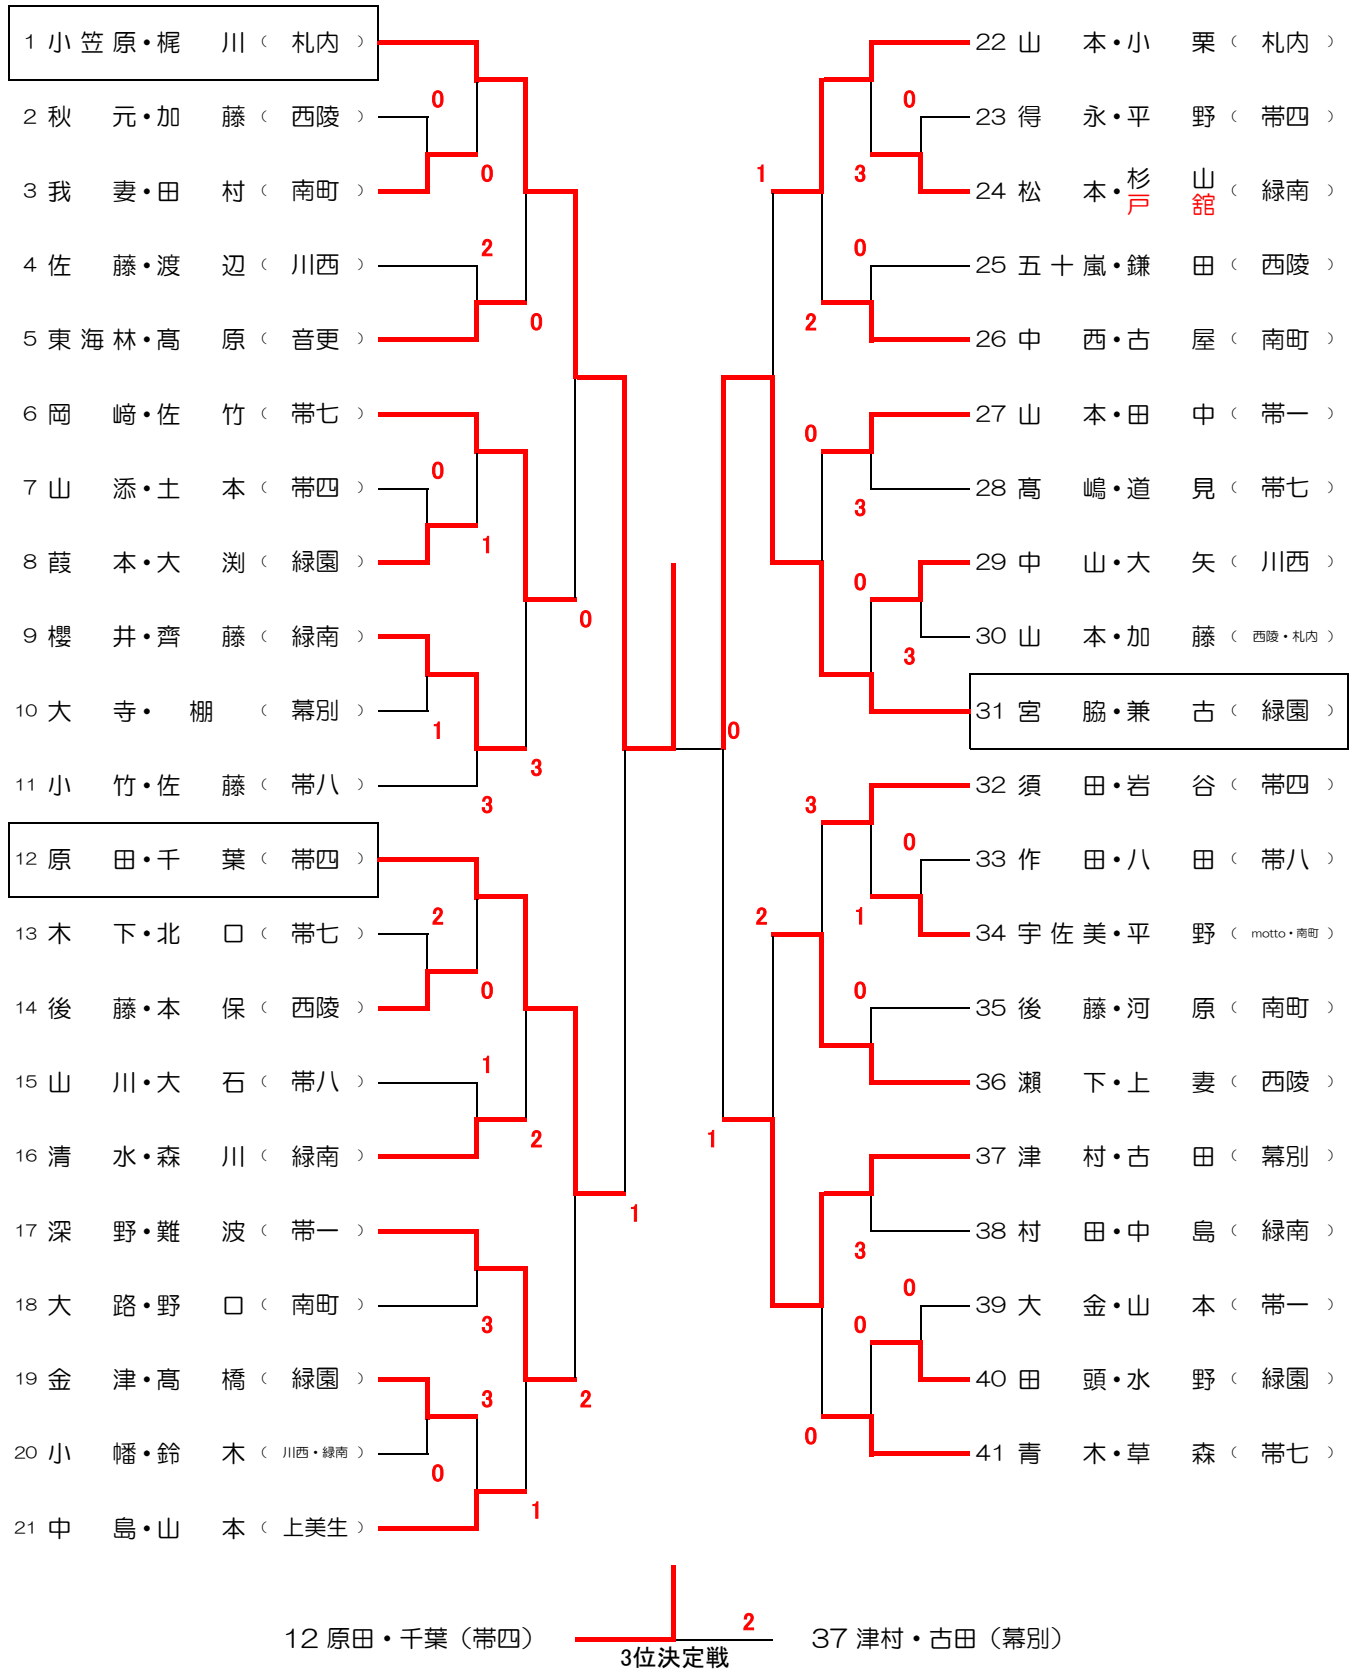 1 小笠原・梶川（札内）
2 秋元・加藤（西陵）
0
3 我妻・田村（南町）
0
4 佐藤・渡辺（川西）
2
5 東海林・髙原（音更）
0
6 岡﨑・佐竹（帯七）
7 山添・土本（帯四）
0
8 葭本・大渕（緑園）
1
0
9 櫻井・齊藤（緑南）
10 大寺・棚（幕別）
1
3
11 小竹・佐藤（帯八）
3
12 原田・千葉（帯四）
13 木下・北口（帯七）
2
14 後藤・本保（西陵）
0
15 山川・大石（帯八）
1
16 清水・森川（緑南）
2
1
17 深野・難波（帯一）
18 大路・野口（南町）
3
19 金津・髙橋（緑園）
3
2
20 小幡・鈴木（川西・緑南）
0
21 中島・山本（上美生）
1
22 山本・小栗（札内）
0
23 得永・平野（帯四）
1
3
24 松本・杉山（緑南）
戸舘
0
25 五十嵐・鎌田（西陵）
2
26 中西・古屋（南町）
27 山本・田中（帯一）
0
28 髙嶋・道見（帯七）
3
29 中山・大矢（川西）
0
30 山本・加藤（西陵・札内）
3
31 宮脇・兼古（緑園）
0
32 須田・岩谷（帯四）
3
0
33 作田・八田（帯八）
2
1
34 宇佐美・平野（motto・南町）
0
35 後藤・河原（南町）
36 瀬下・上妻（西陵）
1
37 津村・古田（幕別）
38 村田・中島（緑南）
3
0
39 大金・山本（帯一）
0
40 田頭・水野（緑園）
0
41 青木・草森（帯七）
12 原田・千葉（帯四） 2 37 津村・古田（幕別）
3位決定戦